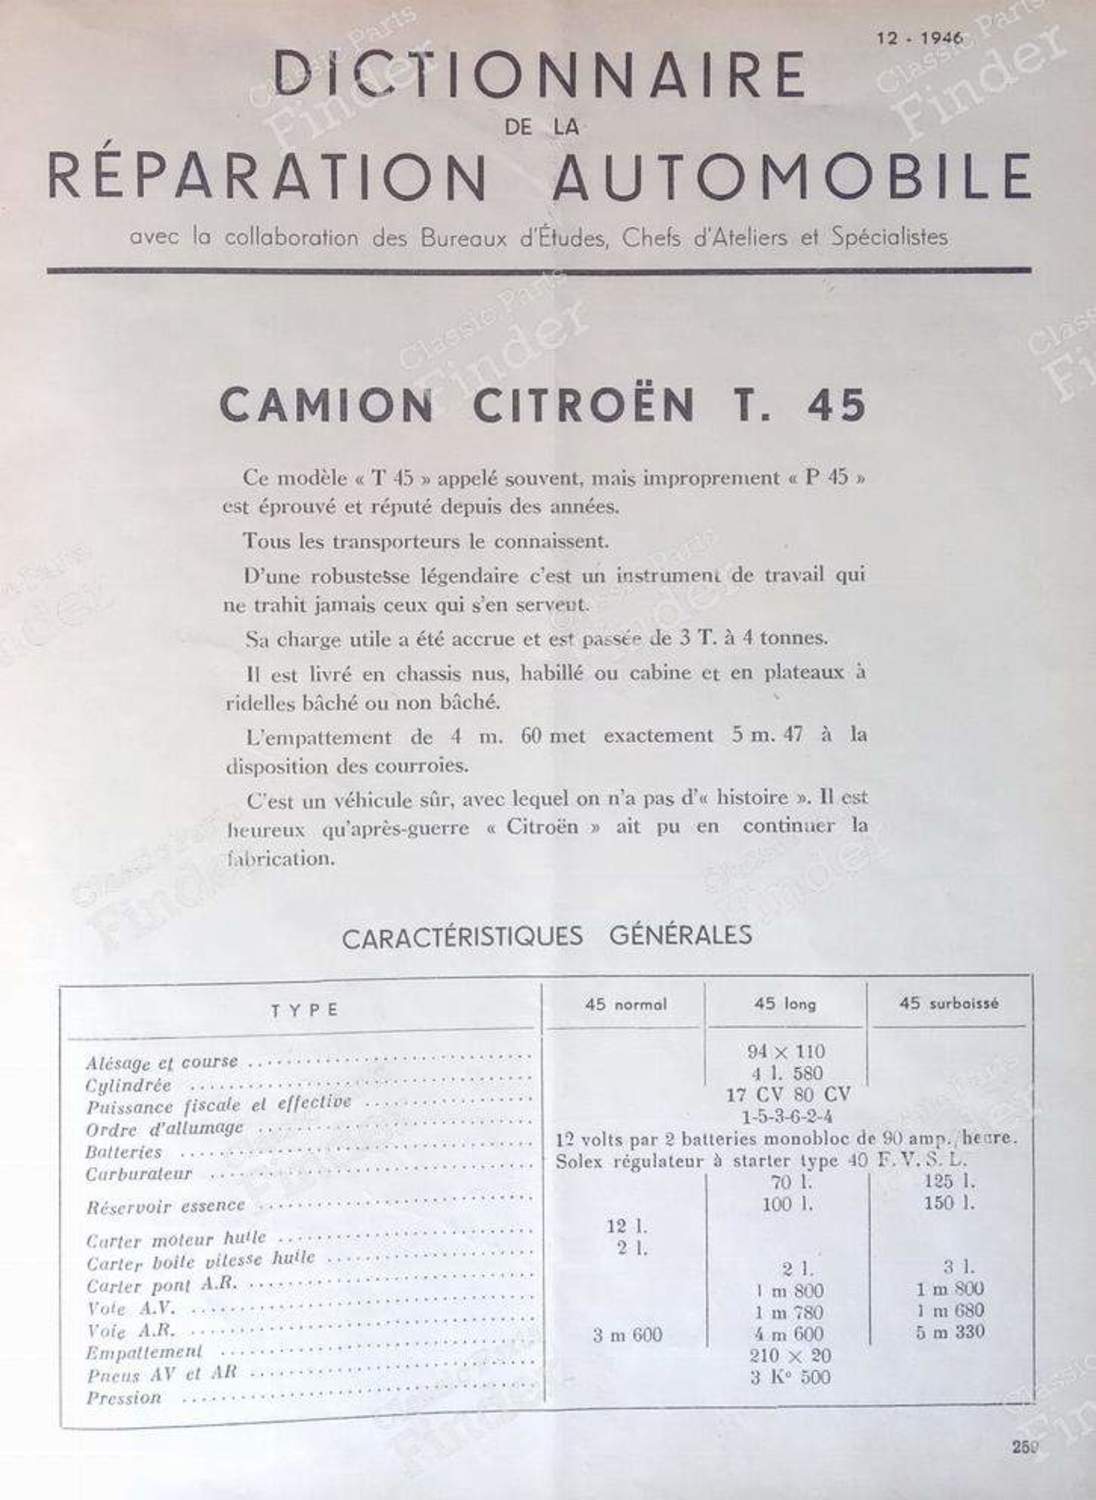 12 - 1946
DICTIONNAIRE
DE LA
RÉPARATION AUTOMOBILE
avec la collaboration des Bureaux d'Études, Chefs d'Ateliers et Spécialistes
CAMION CITROËN T. 45
Ce modèle « T 45 » appelé souvent, mais improprement « P 45 »
est éprouvé et réputé depuis des années.
Tous les transporteurs le connaissent.
D'une robustesse légendaire c'est un instrument de travail qui
ne trahit jamais ceux qui s'en servent.
Sa charge utile a été accrue et est passée de 3 T. à 4 tonnes.
Il est livré en chassis nus, habillé ou cabine et en plateaux à
ridelles bâché ou non bâché.
L'empattement de 4 m. 60 met exactement 5 m. 47 à la
disposition des courroies.
C'est un véhicule sûr, avec lequel on n'a pas d'« histoire ». Il est
heureux qu'après-guerre « Citroën » ait pu en continuer la
fabrication.
CARACTÉRISTIQUES GÉNÉRALES
TYPE 45 normal 45 long 45 surbaissé
Alésage et course 94 × 110
Cylindrée 4 l. 580
Puissance fiscale et effective 17 CV 80 CV
Ordre d'allumage 1-5-3-6-2-4
Batteries 12 volts par 2 batteries monobloc de 90 amp./heure.
Carburateur Solex régulateur à starter type 40 F.V.S.L.
70 l. 125 l.
Réservoir essence 100 l. 150 l.
Carter moteur huile 12 l.
Carter boite vitesse huile 2 l.
Carter pont A.R. 2 l. 3 l.
Voie A.V. 1 m 800 1 m 800
Voie A.R. 1 m 780 1 m 680
Empattement 3 m 600 4 m 600 5 m 330
Pneus AV et AR 210 × 20
Pression 3 K° 500
259
Classic Parts
Finder